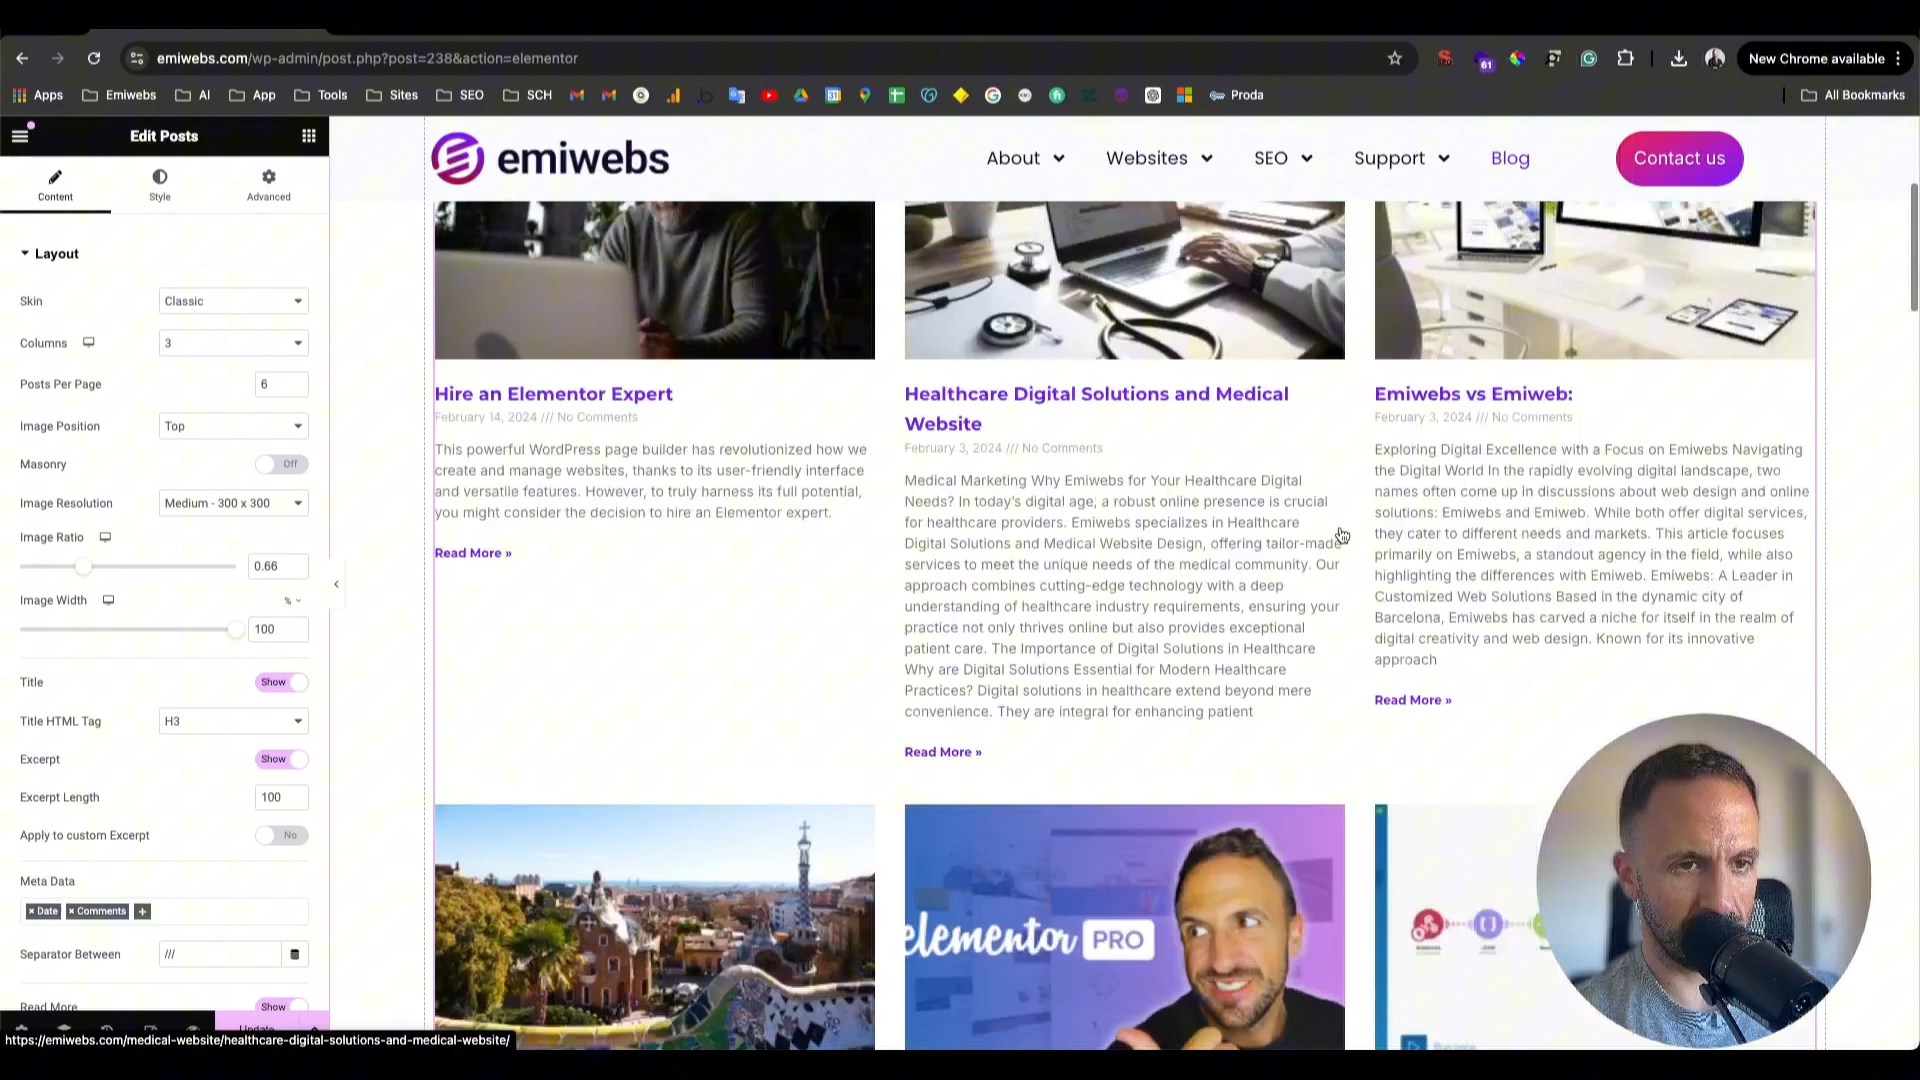 emiwebs.com/wp-admin/post.php?post=238&action=elementor
61
New Chrome available
Apps
Emiwebs
AI
App
Tools
Sites
SEO
SCH
Proda
All Bookmarks
Edit Posts
Content
Style
Advanced
Layout
Skin
Classic
Columns
3
Posts Per Page
6
Image Position
Top
Masonry
Off
Image Resolution
Medium - 300 x 300
Image Ratio
0.66
Image Width
%
100
Title
Show
Title HTML Tag
H3
Excerpt
Show
Excerpt Length
100
Apply to custom Excerpt
No
Meta Data
× Date
× Comments
+
Separator Between
///
Read More
Show
Update
https://emiwebs.com/medical-website/healthcare-digital-solutions-and-medical-website/
emiwebs
About
Websites
SEO
Support
Blog
Contact us
Hire an Elementor Expert
February 14, 2024 /// No Comments
This powerful WordPress page builder has revolutionized how we
create and manage websites, thanks to its user-friendly interface
and versatile features. However, to truly harness its full potential,
you might consider the decision to hire an Elementor expert.
Read More »
Healthcare Digital Solutions and Medical
Website
February 3, 2024 /// No Comments
Medical Marketing Why Emiwebs for Your Healthcare Digital
Needs? In today's digital age, a robust online presence is crucial
for healthcare providers. Emiwebs specializes in Healthcare
Digital Solutions and Medical Website Design, offering tailor-made
services to meet the unique needs of the medical community. Our
approach combines cutting-edge technology with a deep
understanding of healthcare industry requirements, ensuring your
practice not only thrives online but also provides exceptional
patient care. The Importance of Digital Solutions in Healthcare
Why are Digital Solutions Essential for Modern Healthcare
Practices? Digital solutions in healthcare extend beyond mere
convenience. They are integral for enhancing patient
Read More »
Emiwebs vs Emiweb:
February 3, 2024 /// No Comments
Exploring Digital Excellence with a Focus on Emiwebs Navigating
the Digital World In the rapidly evolving digital landscape, two
names often come up in discussions about web design and online
solutions: Emiwebs and Emiweb. While both offer digital services,
they cater to different needs and markets. This article focuses
primarily on Emiwebs, a standout agency in the field, while also
highlighting the differences with Emiweb. Emiwebs: A Leader in
Customized Web Solutions Based in the dynamic city of
Barcelona, Emiwebs has carved a niche for itself in the realm of
digital creativity and web design. Known for its innovative
approach
Read More »
elementor PRO